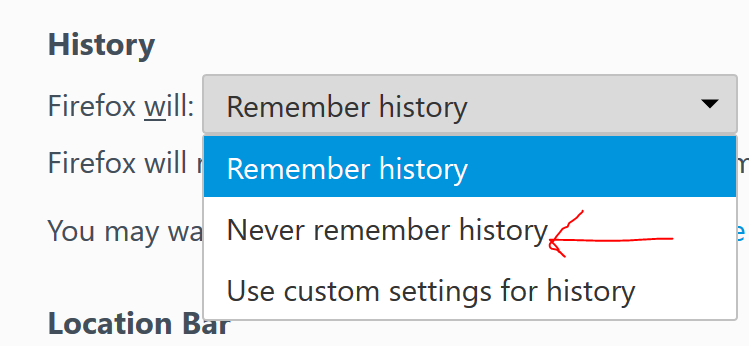 History
Firefox will: Remember history
Firefox will Remember history
Never remember history
You may
Use custom settings for history
Location Bar